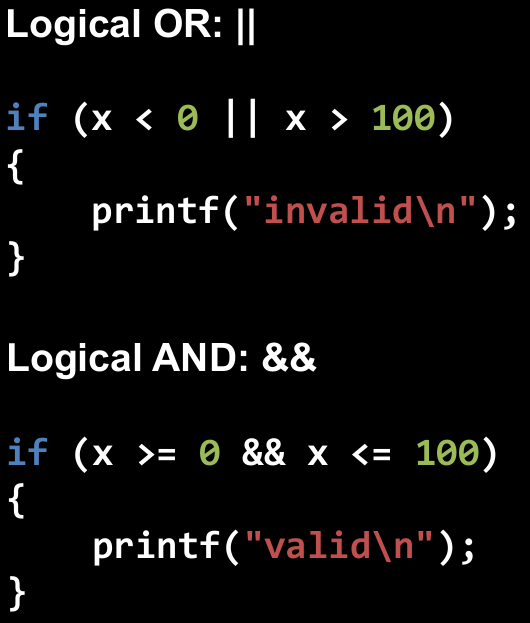 Logical OR: ||
if (x < 0 || x > 100)
{
    printf("invalid\n");
}
Logical AND: &&
if (x >= 0 && x <= 100)
{
    printf("valid\n");
}